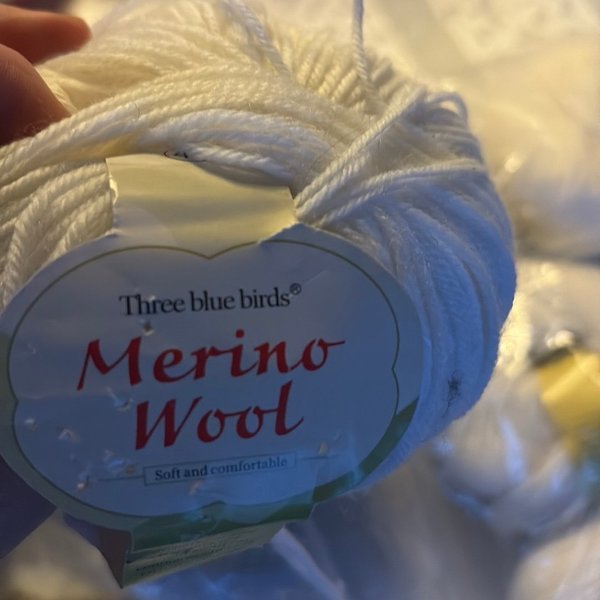 Three blue birds®
Merino
Wool
Soft and comfortable